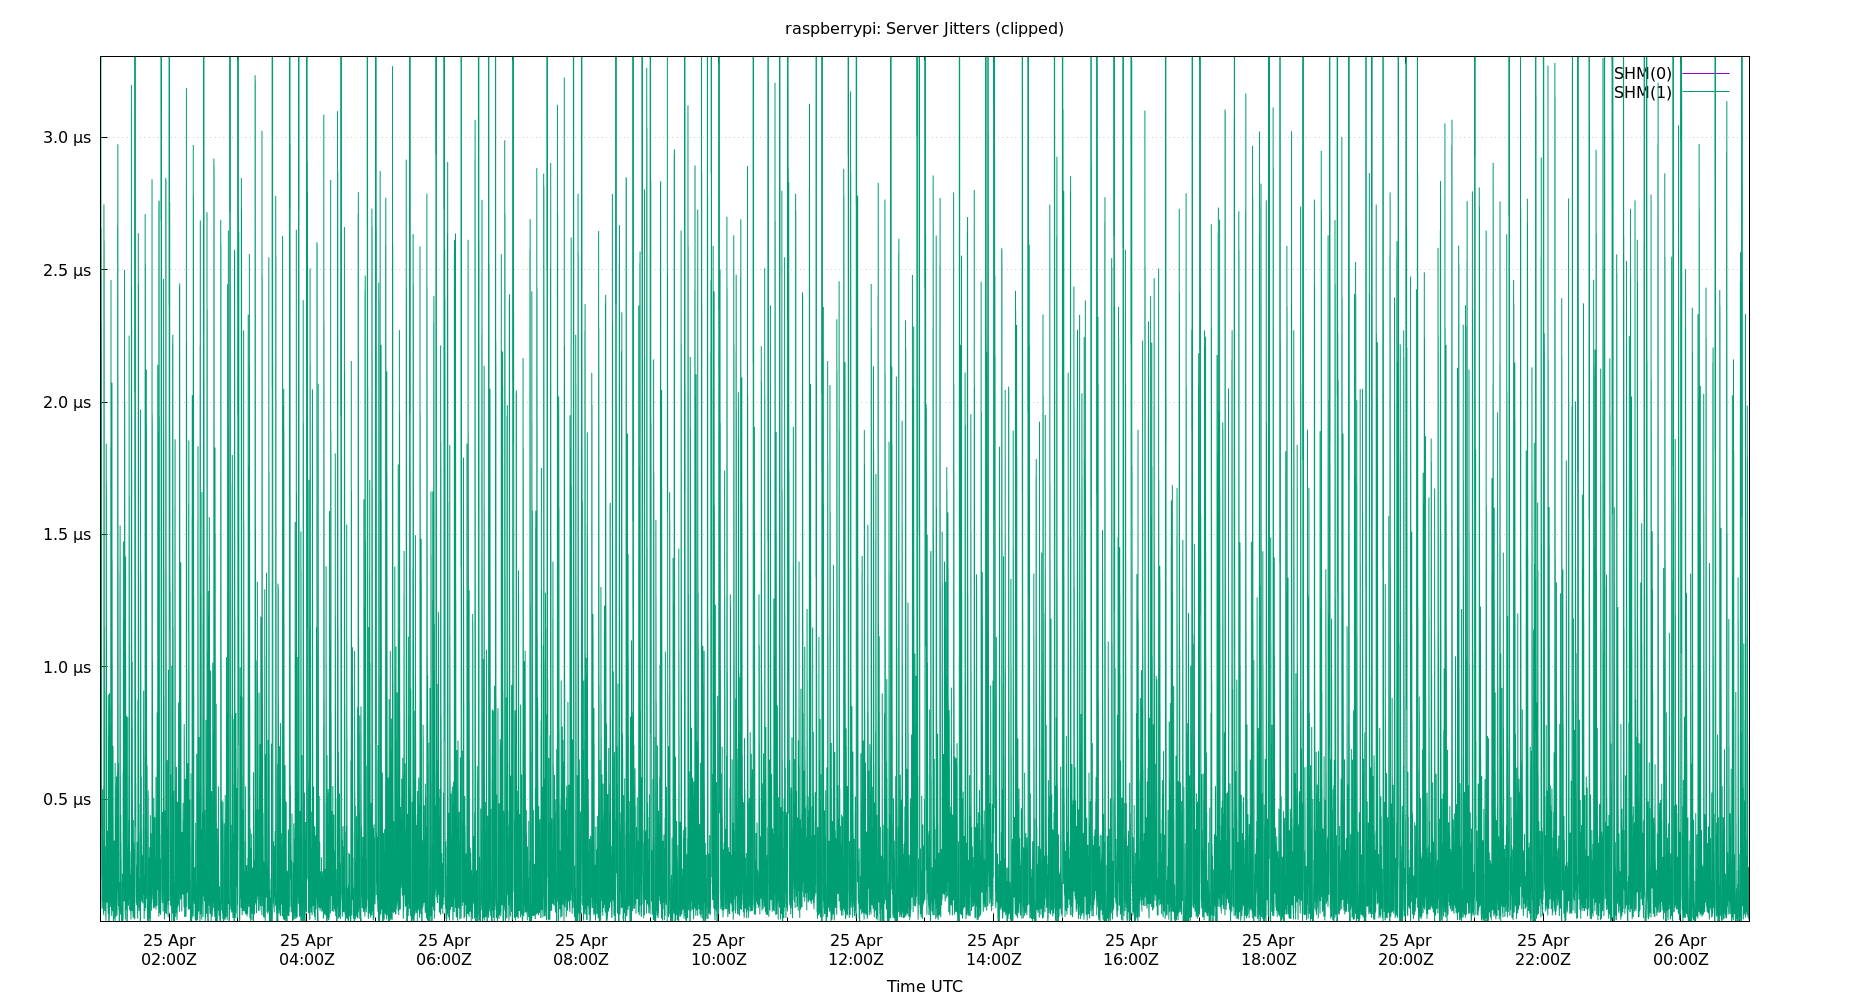 raspberrypi: Server Jitters (clipped)
SHM(0)
SHM(1)
3.0 µs
2.5 µs
2.0 µs
1.5 µs
1.0 µs
0.5 µs
25 Apr 25 Apr 25 Apr 25 Apr 25 Apr 25 Apr 25 Apr 25 Apr 25 Apr 25 Apr 25 Apr 26 Apr
02:00Z 04:00Z 06:00Z 08:00Z 10:00Z 12:00Z 14:00Z 16:00Z 18:00Z 20:00Z 22:00Z 00:00Z
Time UTC